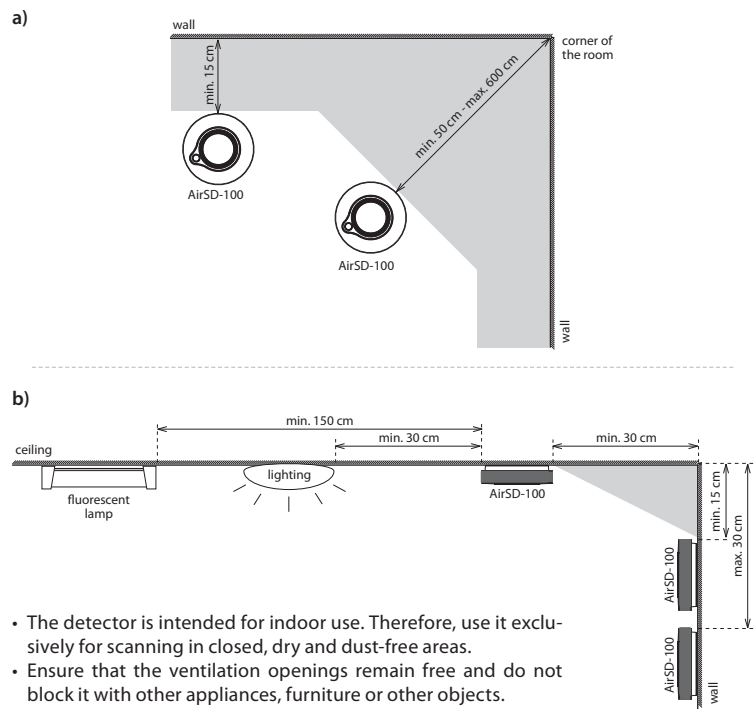 a)
wall
corner of
the room
min. 15 cm
min. 50 cm - max. 600 cm
AirSD-100
AirSD-100
wall
b)
min. 150 cm
ceiling
min. 30 cm
min. 30 cm
lighting
fluorescent
lamp
AirSD-100
min. 15 cm
max. 30 cm
AirSD-100
AirSD-100
wall
• The detector is intended for indoor use. Therefore, use it exclu-
sively for scanning in closed, dry and dust-free areas.
• Ensure that the ventilation openings remain free and do not
block it with other appliances, furniture or other objects.